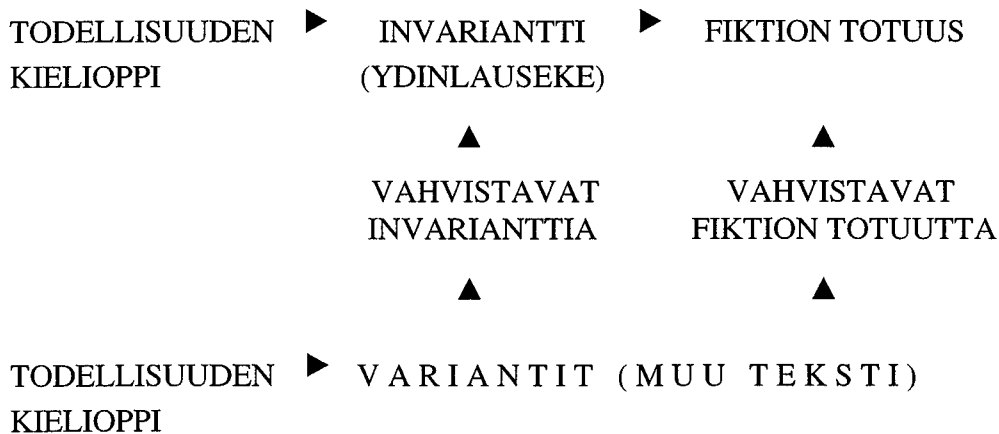 TODELLISUUDEN ▶ INVARIANTTI ▶ FIKTION TOTUUS
KIELIOPPI (YDINLAUSEKE)
▲ ▲
VAHVISTAVAT VAHVISTAVAT
INVARIANTTIA FIKTION TOTUUTTA
▲ ▲
TODELLISUUDEN ▶ VARIANTIT (MUU TEKSTI)
KIELIOPPI